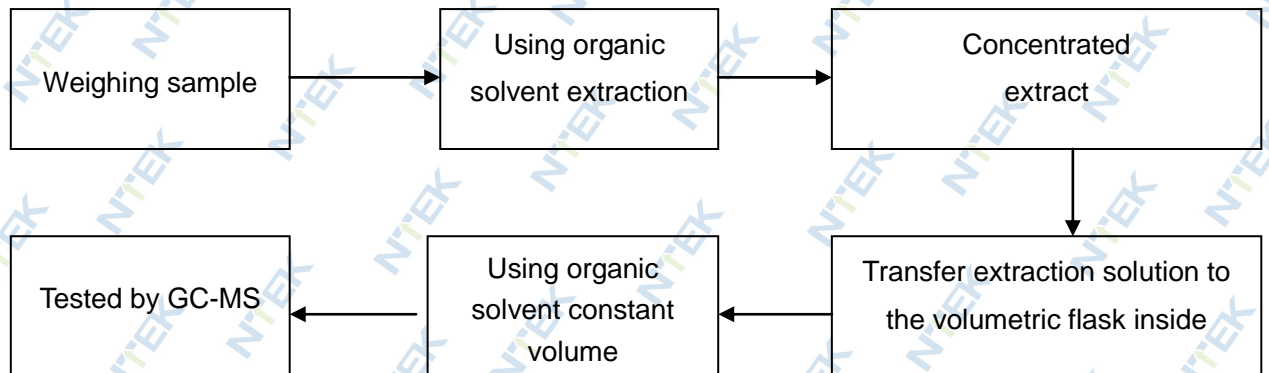 Weighing sample
Using organic
solvent extraction
Concentrated
extract
Transfer extraction solution to
the volumetric flask inside
Using organic
solvent constant
volume
Tested by GC-MS
NTEK